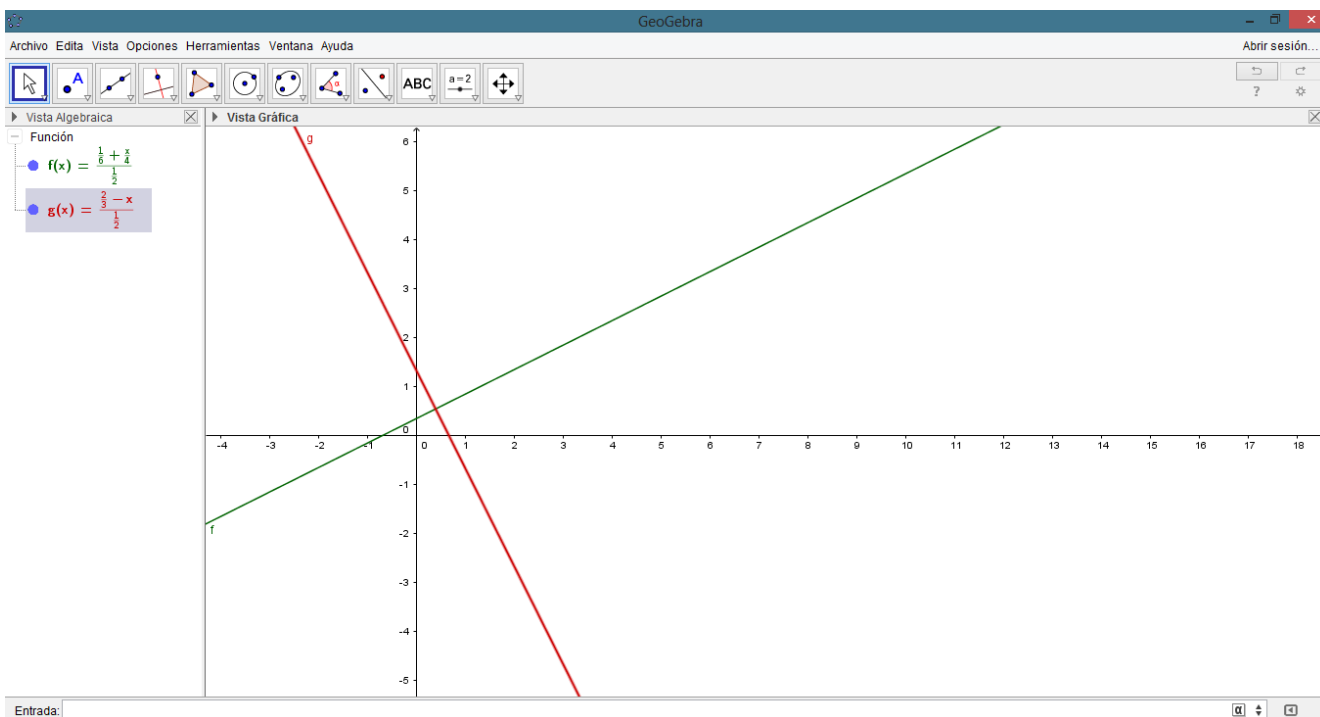 GeoGebra
Archivo Edita Vista Opciones Herramientas Ventana Ayuda Abrir sesión...
A α ABC a = 2 ?
Vista Algebraica Vista Gráfica
Función
f(x) = (1/6 + x/4) / (1/2)
g(x) = (2/3 − x) / (1/2)
g
6
5
4
3
2
1
0
-4 -3 -2 -1 0 1 2 3 4 5 6 7 8 9 10 11 12 13 14 15 16 17 18
-1
f
-2
-3
-4
-5
Entrada: α